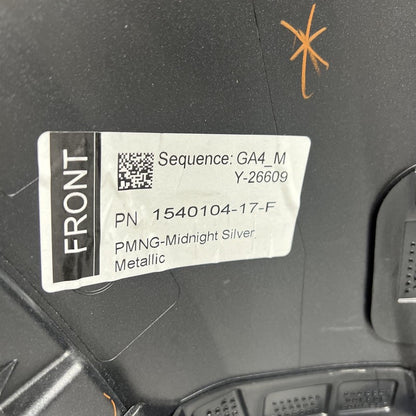 FRONT
Sequence: GA4_M
Y-26609
PN 1540104-17-F
PMNG-Midnight Silver
Metallic